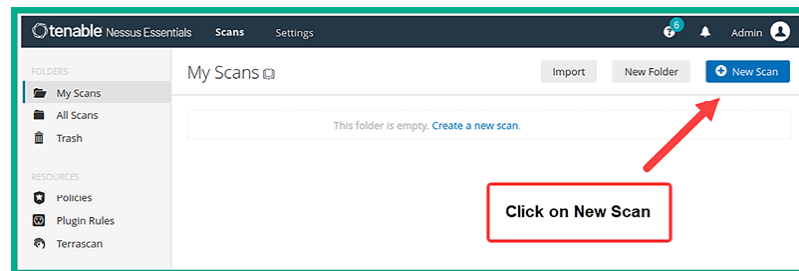 tenable Nessus Essentials Scans Settings 6 Admin
FOLDERS
My Scans
All Scans
Trash
RESOURCES
Policies
Plugin Rules
Terrascan
My Scans Import New Folder New Scan
This folder is empty. Create a new scan.
Click on New Scan